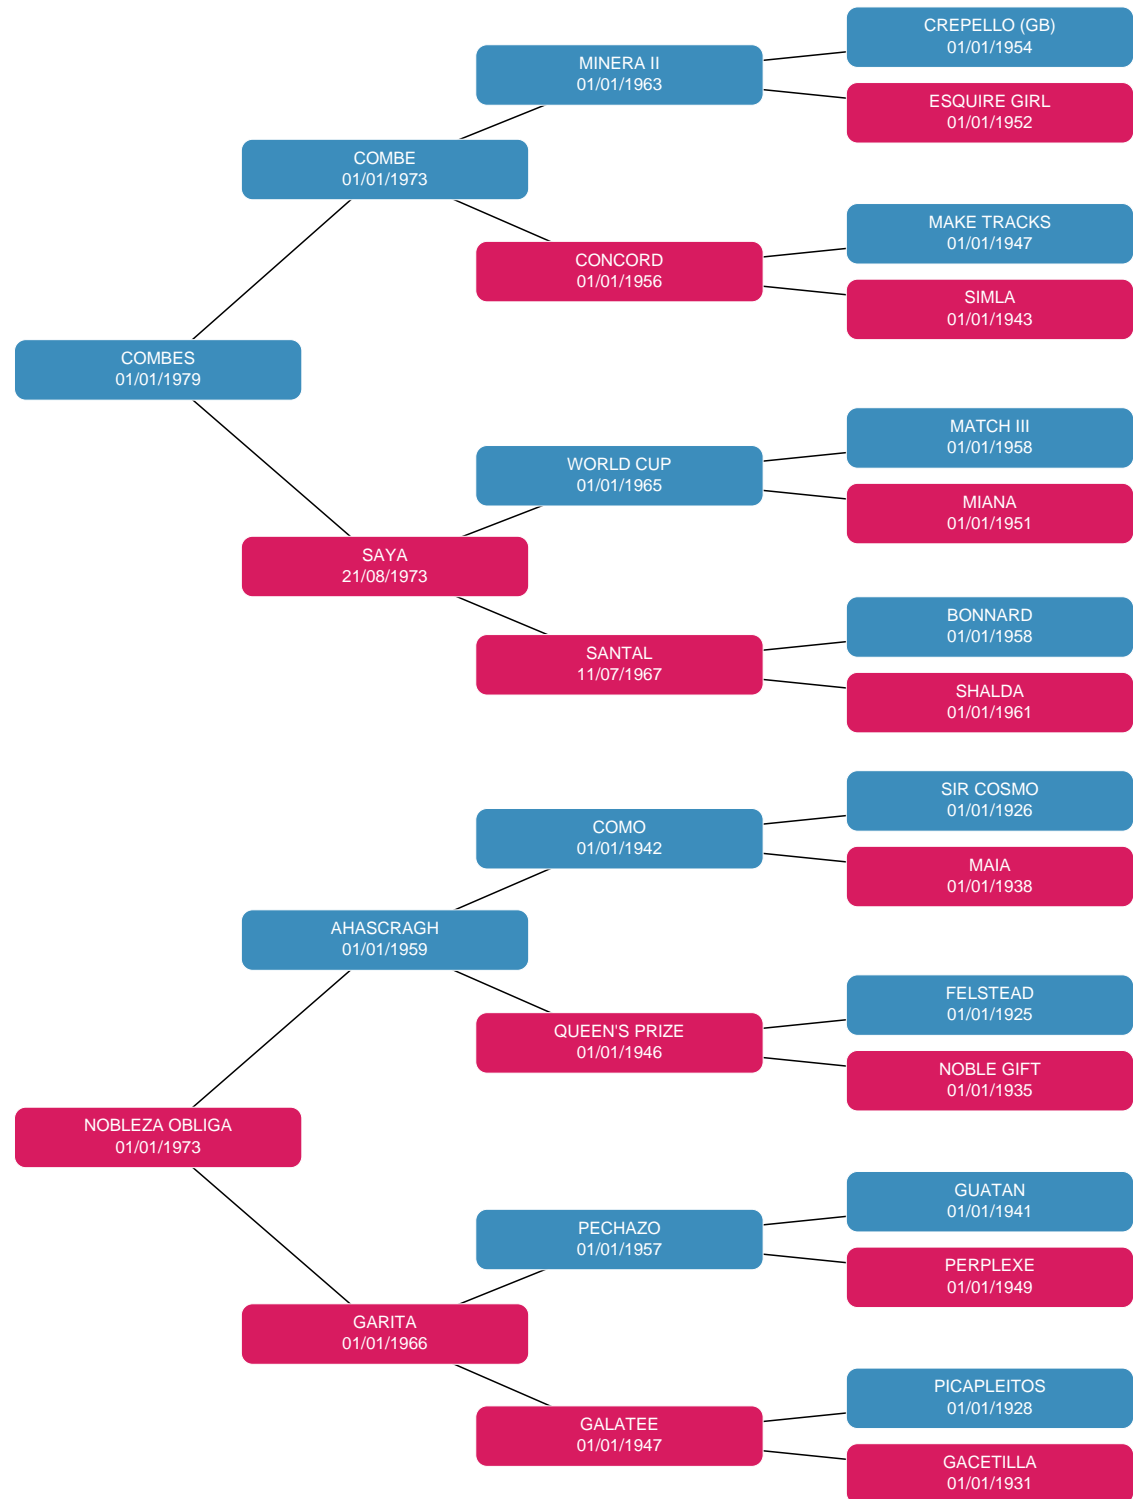 CREPELLO (GB)
01/01/1954
MINERA II
01/01/1963
ESQUIRE GIRL
01/01/1952
COMBE
01/01/1973
MAKE TRACKS
01/01/1947
CONCORD
01/01/1956
SIMLA
01/01/1943
COMBES
01/01/1979
MATCH III
01/01/1958
WORLD CUP
01/01/1965
MIANA
01/01/1951
SAYA
21/08/1973
BONNARD
01/01/1958
SANTAL
11/07/1967
SHALDA
01/01/1961
SIR COSMO
01/01/1926
COMO
01/01/1942
MAIA
01/01/1938
AHASCRAGH
01/01/1959
FELSTEAD
01/01/1925
QUEEN'S PRIZE
01/01/1946
NOBLE GIFT
01/01/1935
NOBLEZA OBLIGA
01/01/1973
GUATAN
01/01/1941
PECHAZO
01/01/1957
PERPLEXE
01/01/1949
GARITA
01/01/1966
PICAPLEITOS
01/01/1928
GALATEE
01/01/1947
GACETILLA
01/01/1931